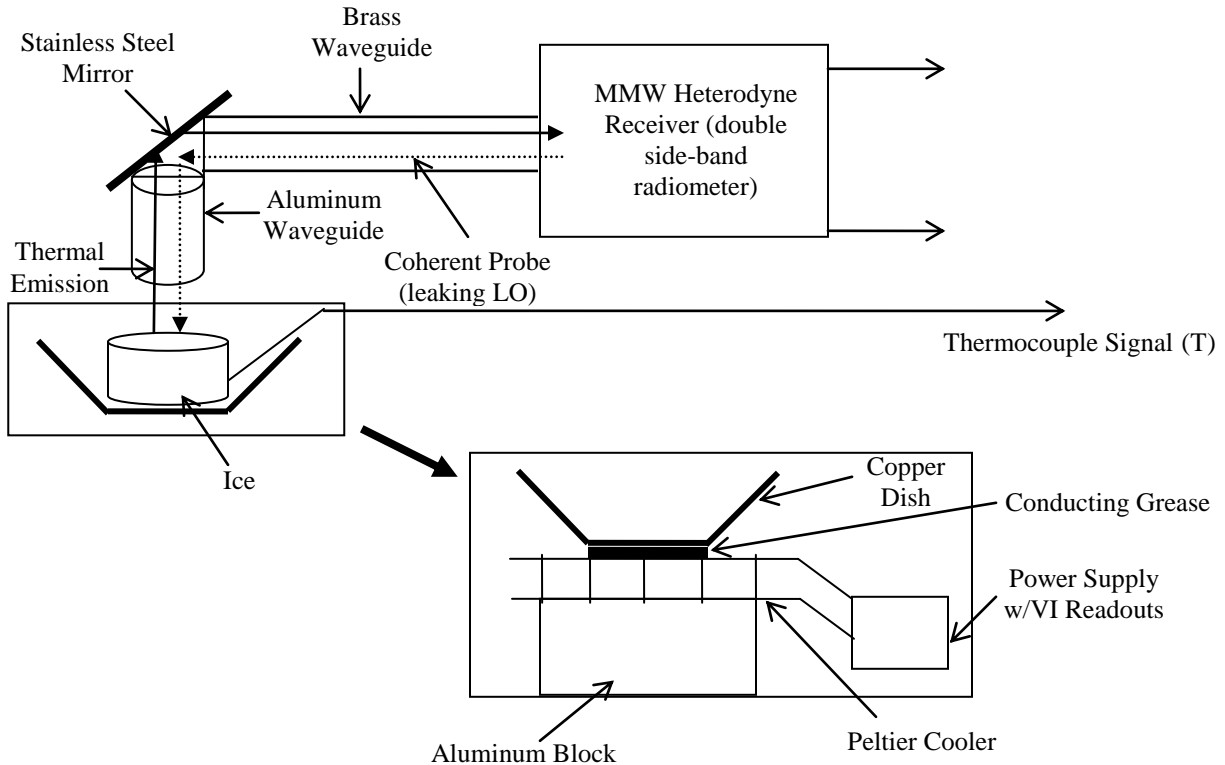 Brass
Waveguide
Stainless Steel
Mirror
MMW Heterodyne
Receiver (double
side-band
radiometer)
Aluminum
Waveguide
Thermal
Emission
Coherent Probe
(leaking LO)
Thermocouple Signal (T)
Ice
Copper
Dish
Conducting Grease
Power Supply
w/VI Readouts
Aluminum Block
Peltier Cooler